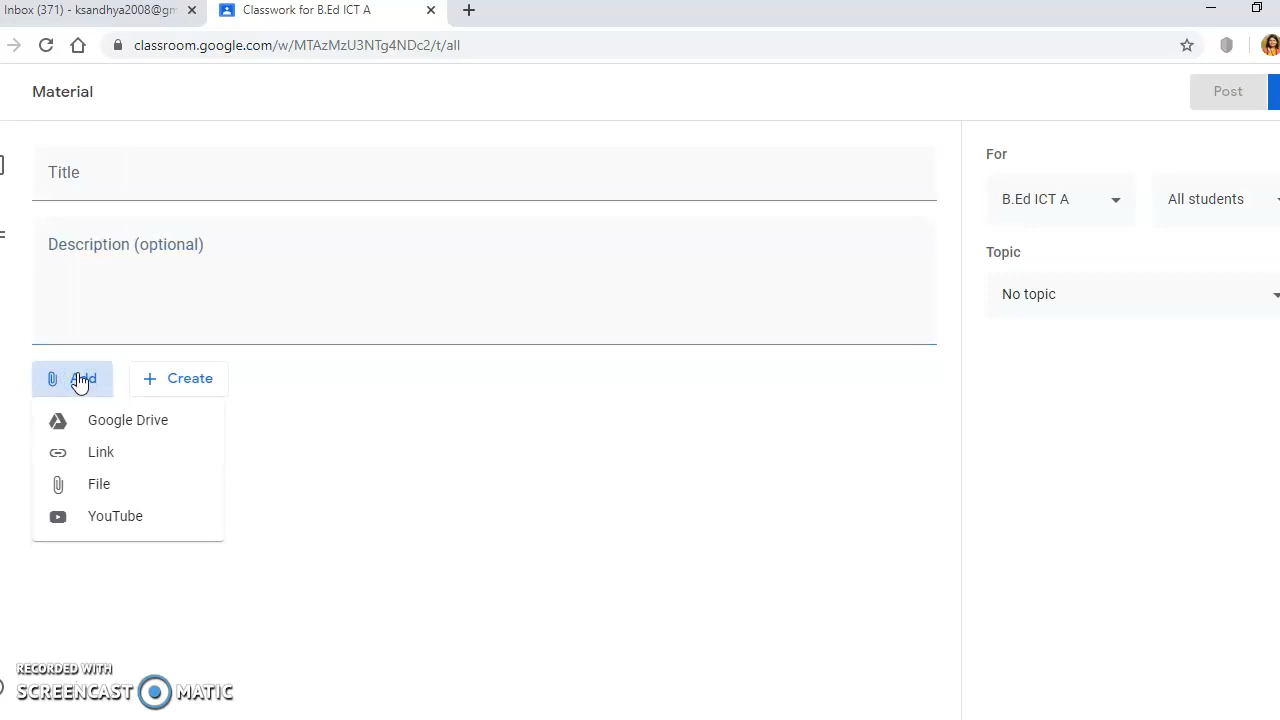 Inbox (371) - ksandhya2008@gm
Classwork for B.Ed ICT A
classroom.google.com/w/MTAzMzU3NTg4NDc2/t/all
Material
Post
Title
For
B.Ed ICT A
All students
Description (optional)
Topic
No topic
Add
Create
Google Drive
Link
File
YouTube
RECORDED WITH
SCREENCAST MATIC